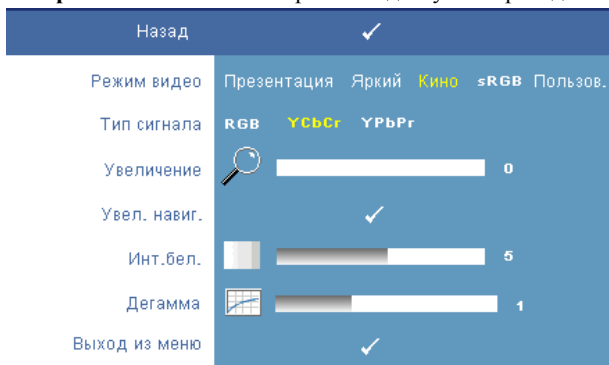 Назад
Режим видео Презентация Яркий Кино sRGB Пользов.
Тип сигнала RGB YCbCr YPbPr
Увеличение 0
Увел. навиг.
Инт.бел. 5
Дегамма 1
Выход из меню